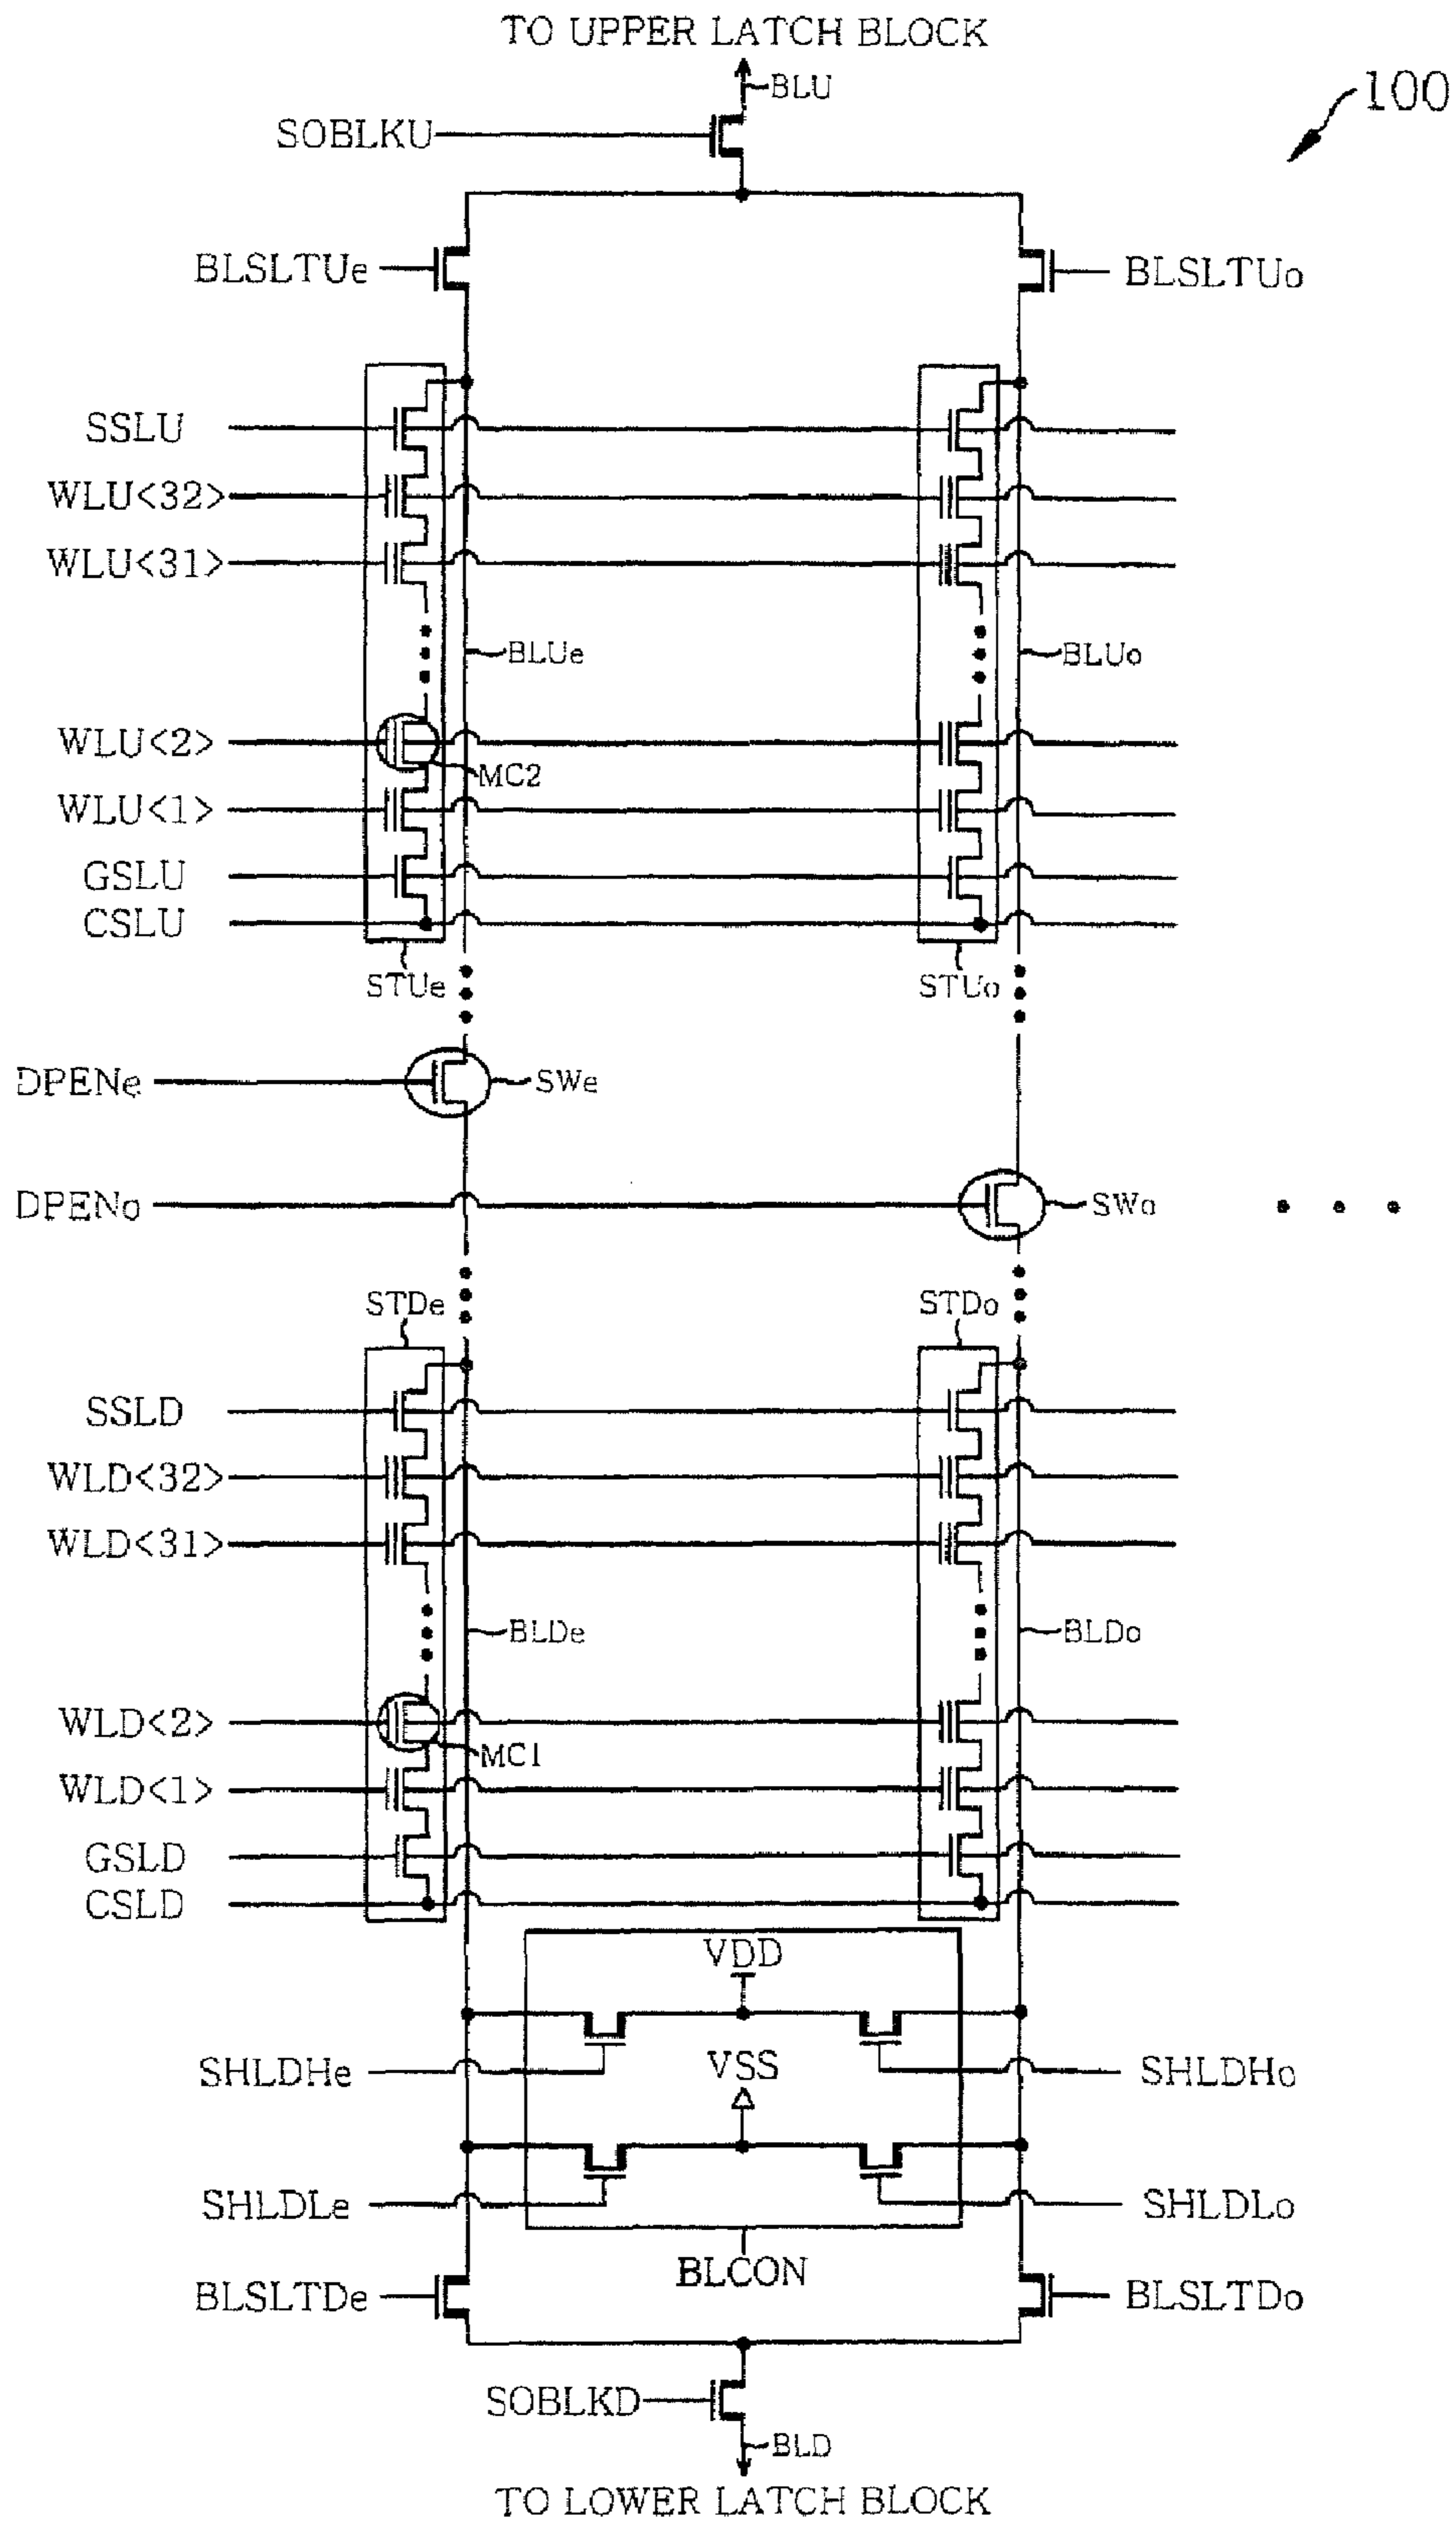 TO UPPER LATCH BLOCK
BLU
100
SOBLKU
BLSLTUe
BLSLTUo
SSLU
WLU<32>
WLU<31>
BLUe
BLUo
WLU<2>
MC2
WLU<1>
GSLU
CSLU
STUe
STUo
DPENe
SWe
DPENo
SWo
STDe
STDo
SSLD
WLD<32>
WLD<31>
BLDe
BLDo
WLD<2>
MC1
WLD<1>
GSLD
CSLD
VDD
SHLDHe
VSS
SHLDHo
SHLDLe
SHLDLo
BLCON
BLSLTDe
BLSLTDo
SOBLKD
BLD
TO LOWER LATCH BLOCK